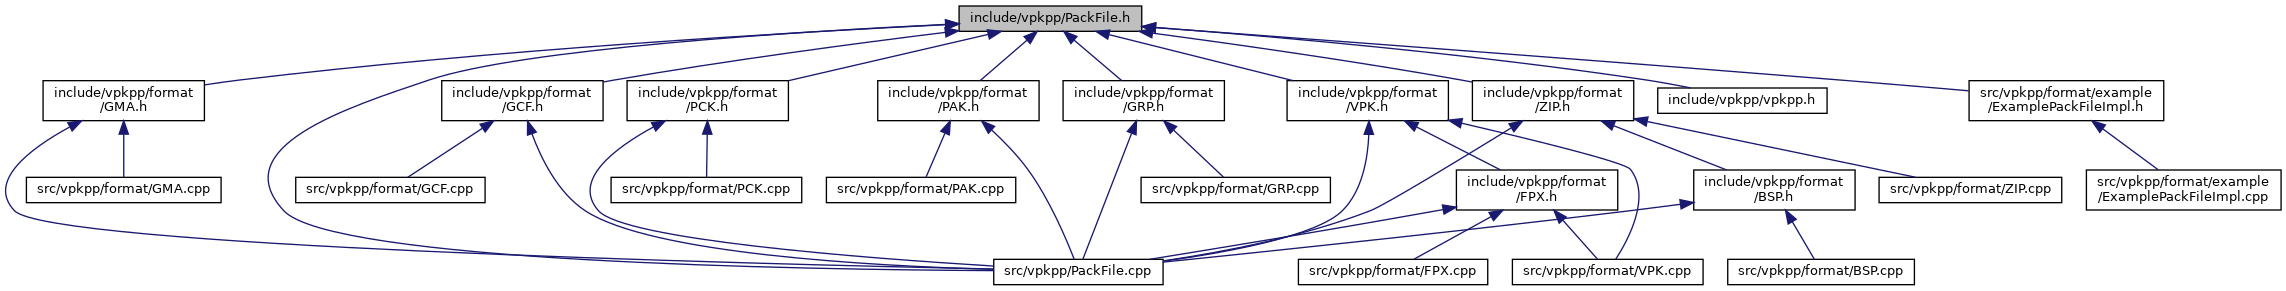 include/vpkpp/PackFile.h
include/vpkpp/format
/GMA.h
include/vpkpp/format
/GCF.h
include/vpkpp/format
/PCK.h
include/vpkpp/format
/PAK.h
include/vpkpp/format
/GRP.h
include/vpkpp/format
/VPK.h
include/vpkpp/format
/ZIP.h
include/vpkpp/vpkpp.h
src/vpkpp/format/example
/ExamplePackFileImpl.h
src/vpkpp/format/GMA.cpp
src/vpkpp/format/GCF.cpp
src/vpkpp/format/PCK.cpp
src/vpkpp/format/PAK.cpp
src/vpkpp/format/GRP.cpp
include/vpkpp/format
/FPX.h
include/vpkpp/format
/BSP.h
src/vpkpp/format/ZIP.cpp
src/vpkpp/format/example
/ExamplePackFileImpl.cpp
src/vpkpp/PackFile.cpp
src/vpkpp/format/FPX.cpp
src/vpkpp/format/VPK.cpp
src/vpkpp/format/BSP.cpp